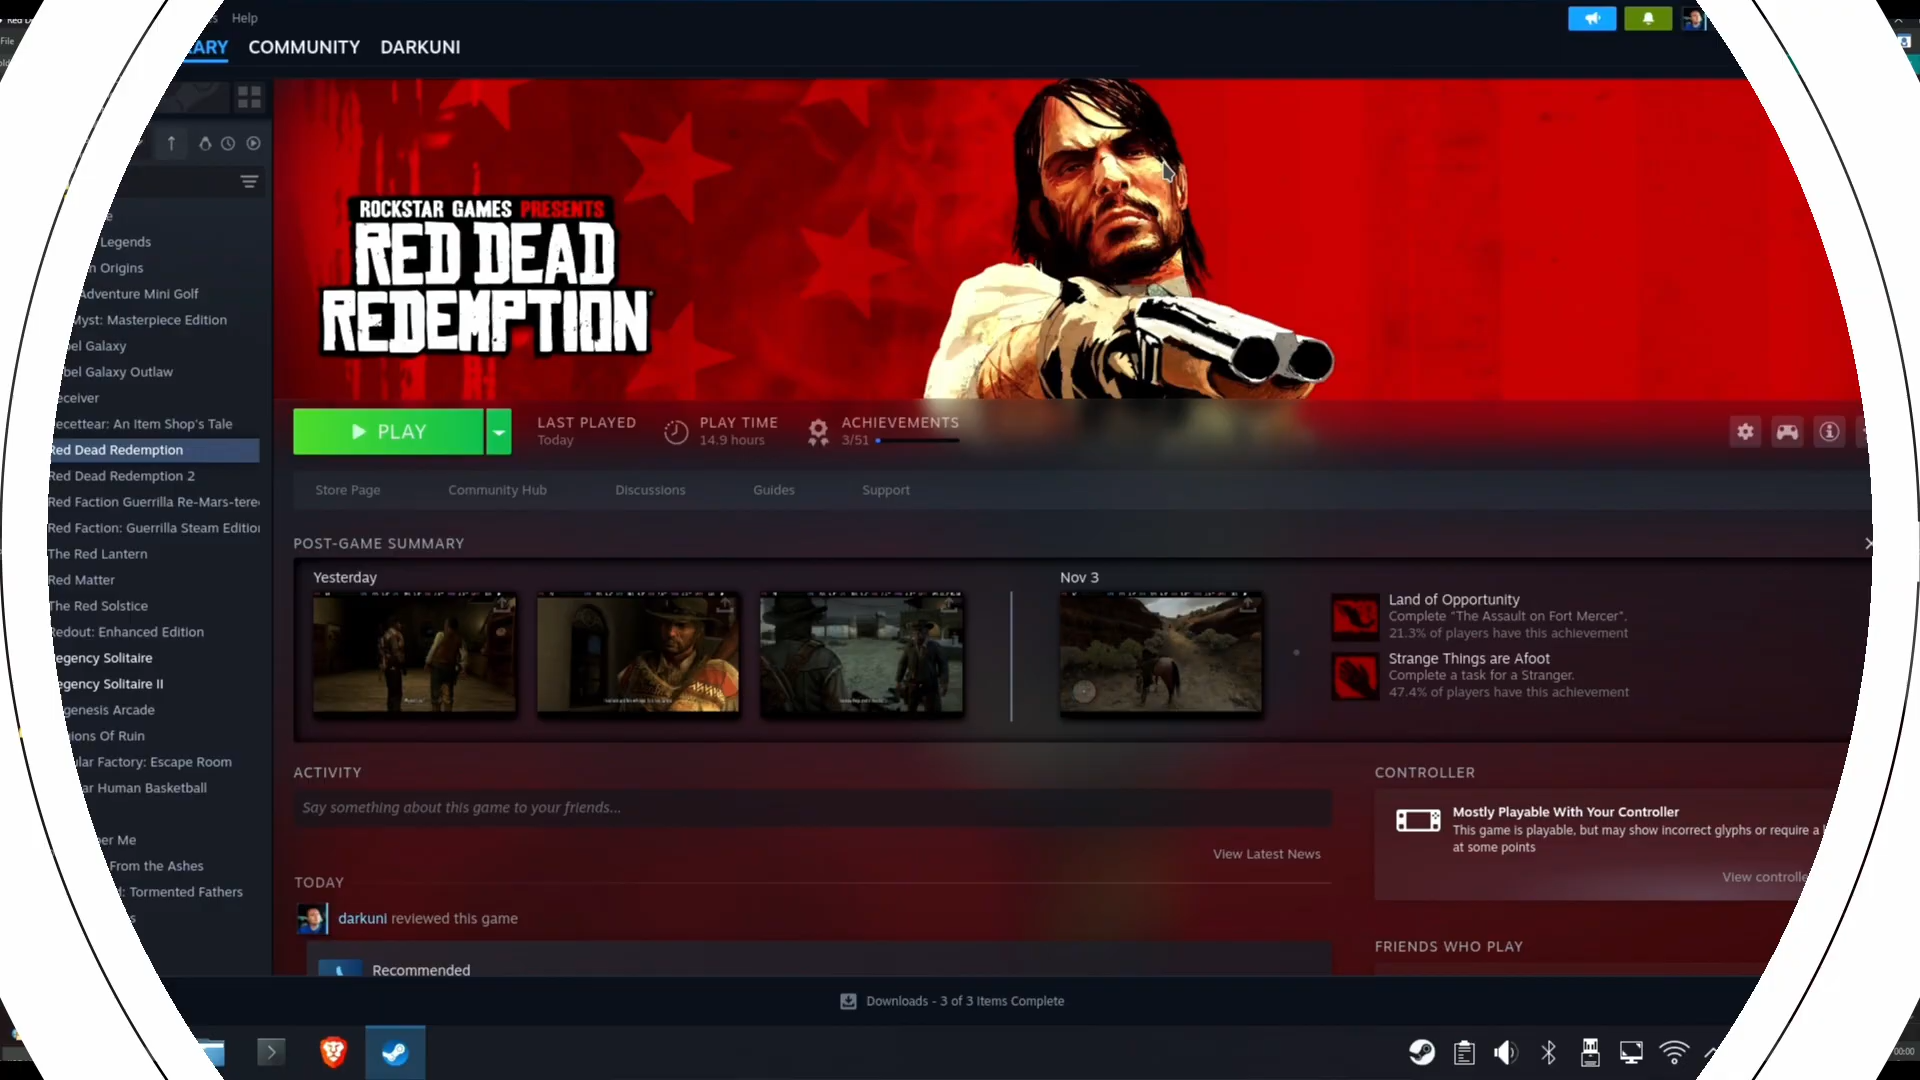 Help
ARY COMMUNITY DARKUNI
Legends
n Origins
Adventure Mini Golf
Myst: Masterpiece Edition
bel Galaxy
bel Galaxy Outlaw
eceiver
ecettear: An Item Shop's Tale
Red Dead Redemption
Red Dead Redemption 2
Red Faction Guerrilla Re-Mars-tere
Red Faction: Guerrilla Steam Editio
The Red Lantern
Red Matter
The Red Solstice
Redout: Enhanced Edition
egency Solitaire
egency Solitaire II
egenesis Arcade
gions Of Ruin
ular Factory: Escape Room
ar Human Basketball
er Me
From the Ashes
: Tormented Fathers
ROCKSTAR GAMES PRESENTS
RED DEAD
REDEMPTION
PLAY
LAST PLAYED
Today
PLAY TIME
14.9 hours
ACHIEVEMENTS
3/51
Store Page Community Hub Discussions Guides Support
POST-GAME SUMMARY
Yesterday
Nov 3
Land of Opportunity
Complete "The Assault on Fort Mercer".
21.3% of players have this achievement
Strange Things are Afoot
Complete a task for a Stranger.
47.4% of players have this achievement
ACTIVITY
Say something about this game to your friends...
View Latest News
TODAY
darkuni reviewed this game
Recommended
CONTROLLER
Mostly Playable With Your Controller
This game is playable, but may show incorrect glyphs or require a
at some points
View controlle
FRIENDS WHO PLAY
Downloads - 3 of 3 Items Complete